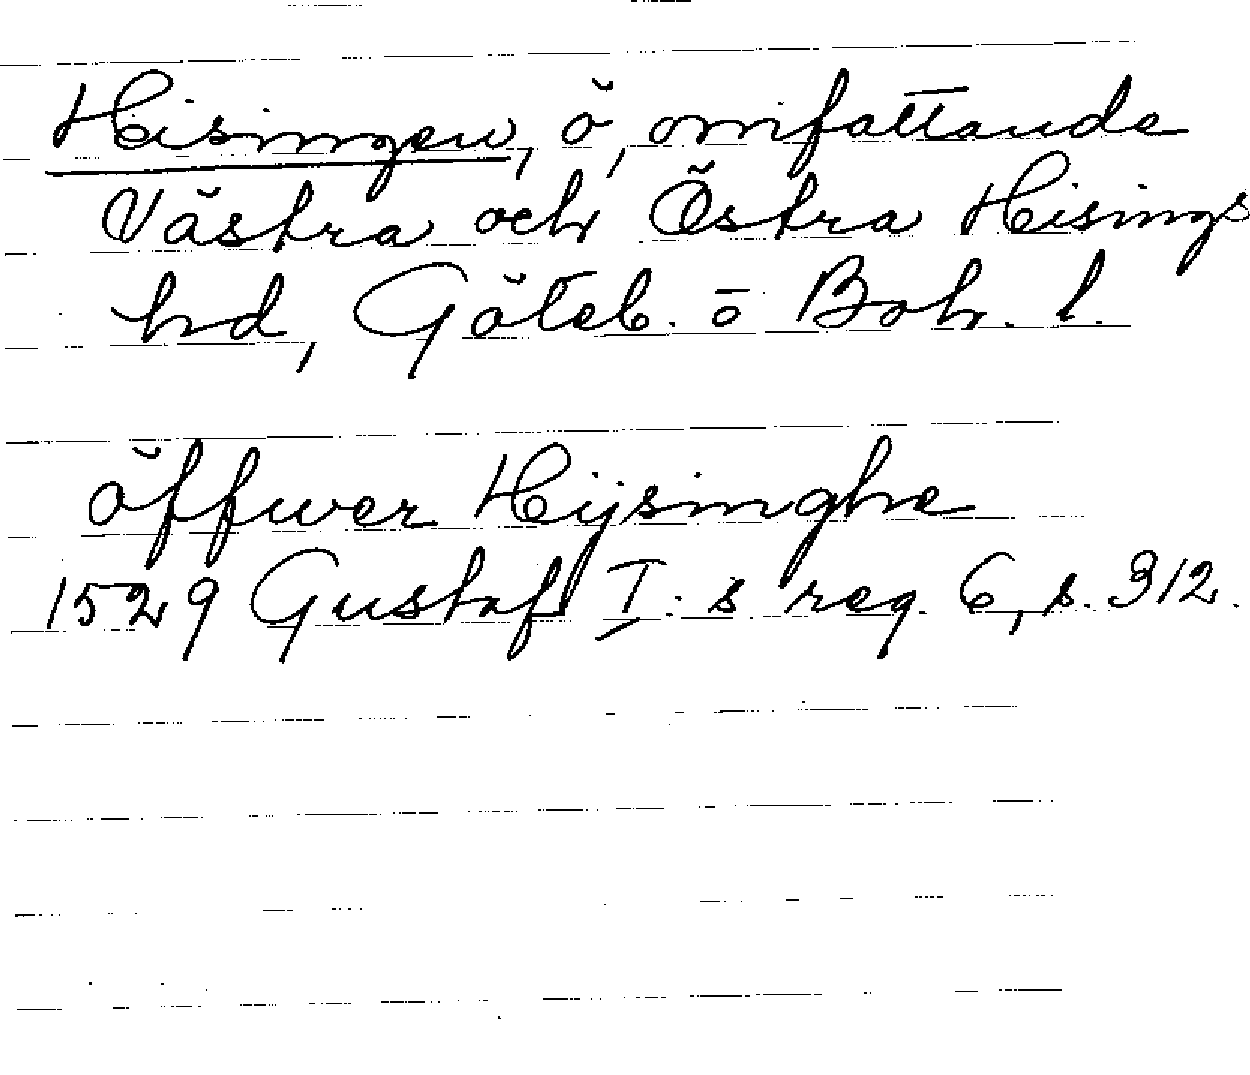 Hisingen, ö, omfattande
Västra och Östra Hisings
hd, Göteb. o Boh. l.
öffwer Hijsinghe
1529 Gustaf I:s reg. 6, s. 312.